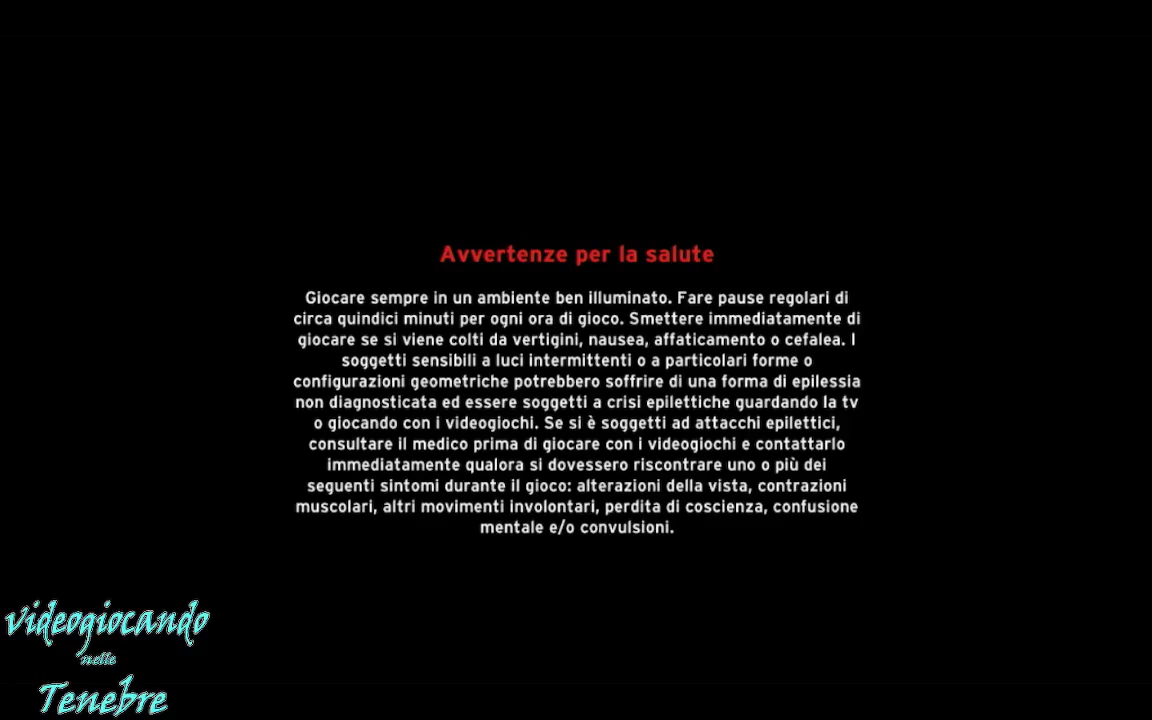 Avvertenze per la salute
Giocare sempre in un ambiente ben illuminato. Fare pause regolari di
circa quindici minuti per ogni ora di gioco. Smettere immediatamente di
giocare se si viene colti da vertigini, nausea, affaticamento o cefalea. I
soggetti sensibili a luci intermittenti o a particolari forme o
configurazioni geometriche potrebbero soffrire di una forma di epilessia
non diagnosticata ed essere soggetti a crisi epilettiche guardando la tv
o giocando con i videogiochi. Se si è soggetti ad attacchi epilettici,
consultare il medico prima di giocare con i videogiochi e contattarlo
immediatamente qualora si dovessero riscontrare uno o più dei
seguenti sintomi durante il gioco: alterazioni della vista, contrazioni
muscolari, altri movimenti involontari, perdita di coscienza, confusione
mentale e/o convulsioni.
videogiocando
nelle
Tenebre